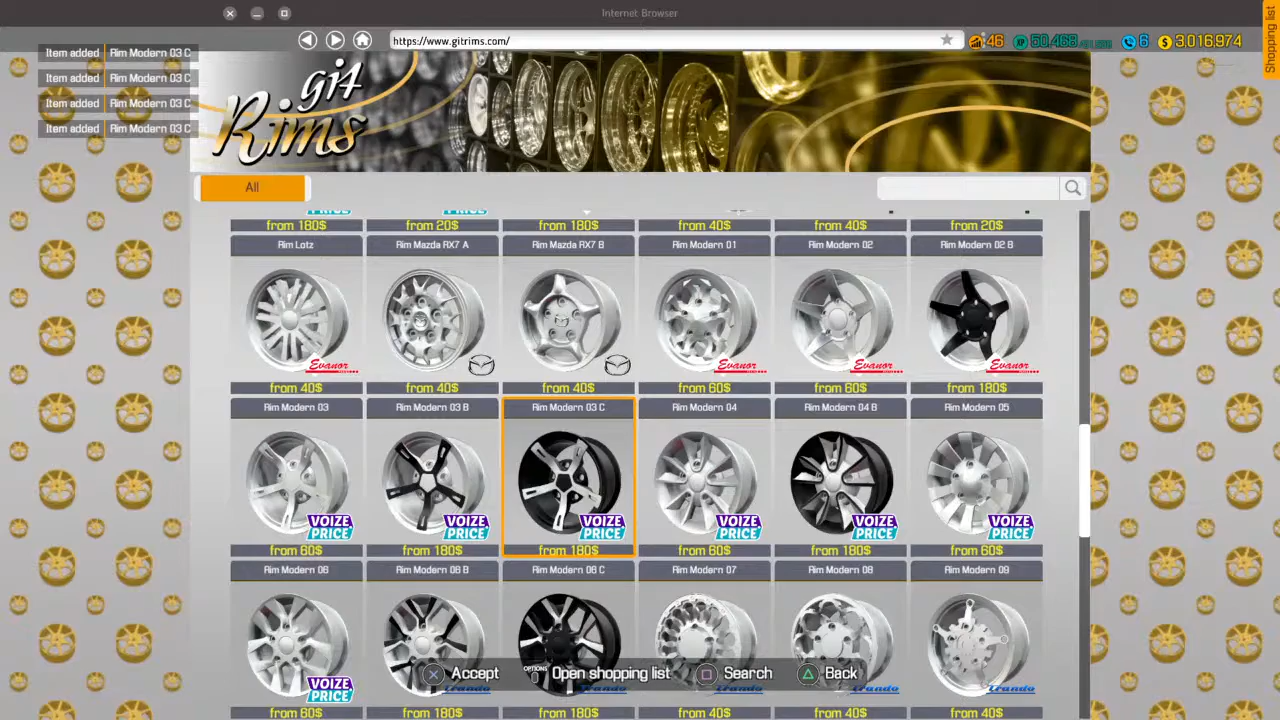 Internet Browser
https://www.gitrims.com/
46
6
3,016,974
Shopping list
Item added Rim Modern 03 C
Item added Rim Modern 03 C
Item added Rim Modern 03 C
Item added Rim Modern 03 C
git
Rims
All
from 180$ from 20$ from 180$ from 40$ from 40$ from 20$
Rim Lotz Rim Mazda RX7 A Rim Mazda RX7 B Rim Modern 01 Rim Modern 02 Rim Modern 02 B
Evanor Evanor Evanor Evanor
from 40$ from 40$ from 40$ from 60$ from 60$ from 180$
Rim Modern 03 Rim Modern 03 B Rim Modern 03 C Rim Modern 04 Rim Modern 04 B Rim Modern 05
VOIZE PRICE VOIZE PRICE VOIZE PRICE VOIZE PRICE VOIZE PRICE VOIZE PRICE
from 60$ from 180$ from 180$ from 60$ from 180$ from 60$
Rim Modern 06 Rim Modern 06 B Rim Modern 06 C Rim Modern 07 Rim Modern 08 Rim Modern 09
VOIZE PRICE
Accept OPTIONS Open shopping list Search Back
from 60$ from 180$ from 180$ from 40$ from 40$ from 40$